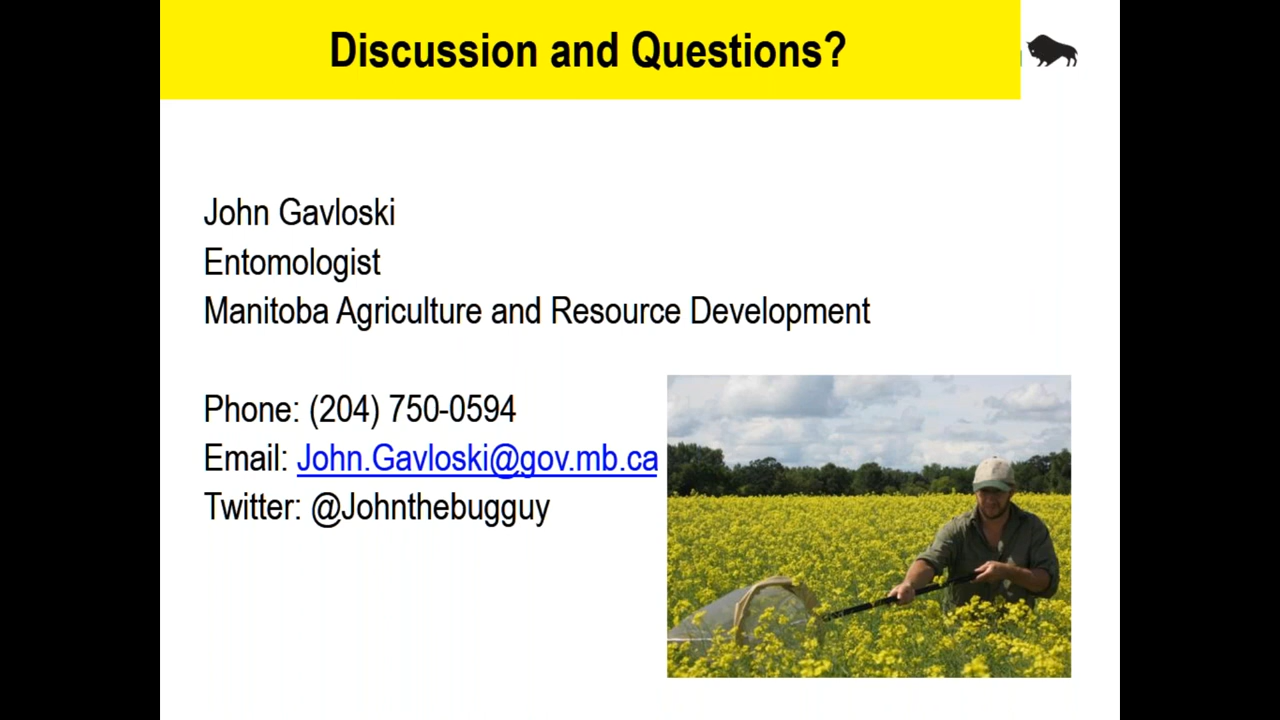 Discussion and Questions?
John Gavloski
Entomologist
Manitoba Agriculture and Resource Development
Phone: (204) 750-0594
Email: John.Gavloski@gov.mb.ca
Twitter: @Johnthebugguy